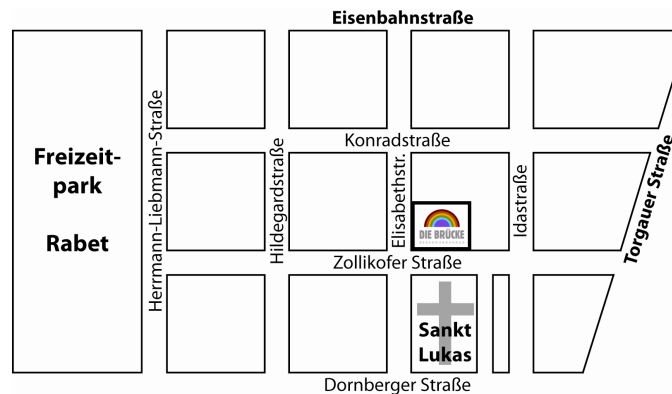 Eisenbahnstraße
Konradstraße
Freizeit-
park
Rabet
Herrmann-Liebmann-Straße
Hildegardstraße
Elisabethstr.
Idastraße
Torgauer Straße
DIE BRÜCKE
Zollikofer Straße
Sankt
Lukas
Dornberger Straße